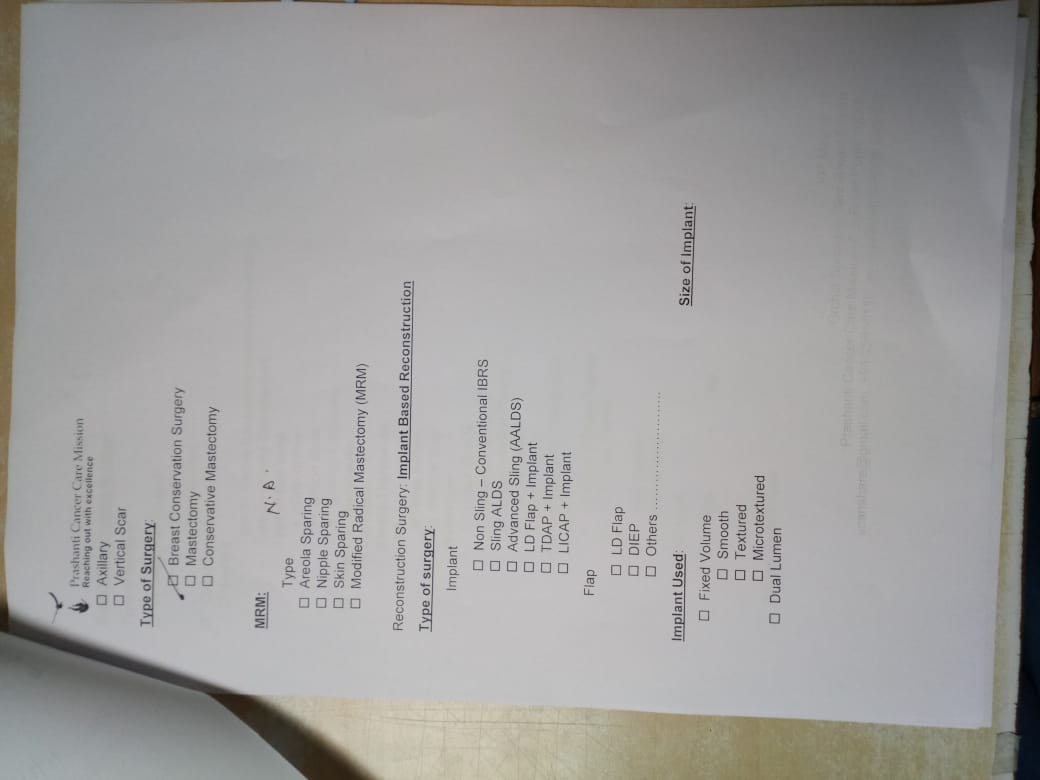 Prashanti Cancer Care Mission
Reaching out with excellence
☐ Axillary
☐ Vertical Scar
Type of Surgery:
☑ Breast Conservation Surgery
☐ Mastectomy
☐ Conservative Mastectomy
MRM:
N.A.
Type
☐ Areola Sparing
☐ Nipple Sparing
☐ Skin Sparing
☐ Modified Radical Mastectomy (MRM)
Reconstruction Surgery: Implant Based Reconstruction
Type of surgery:
Implant
☐ Non Sling – Conventional IBRS
☐ Sling ALDS
☐ Advanced Sling (AALDS)
☐ LD Flap + Implant
☐ TDAP + Implant
☐ LICAP + Implant
Flap
☐ LD Flap
☐ DIEP
☐ Others ..............................
Implant Used: Size of Implant:
☐ Fixed Volume
☐ Smooth
☐ Textured
☐ Microtextured
☐ Dual Lumen